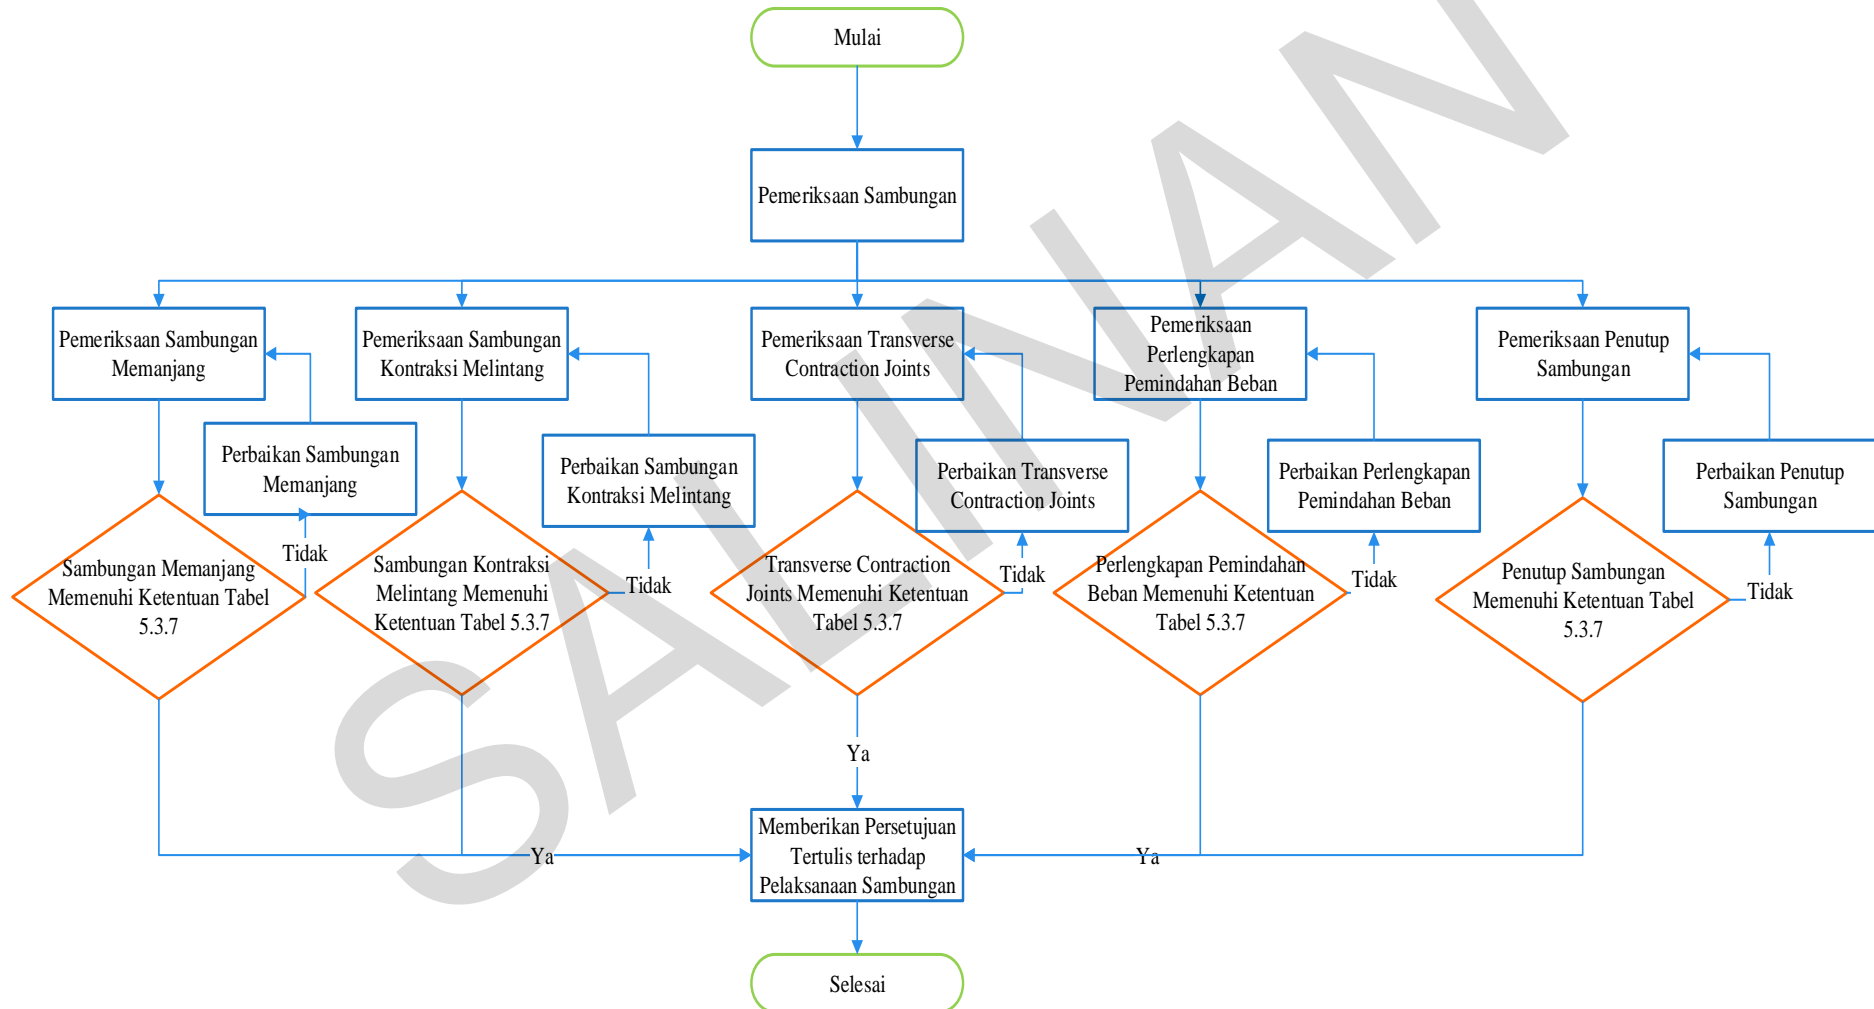 Mulai
Pemeriksaan Sambungan
Pemeriksaan Sambungan
Memanjang
Pemeriksaan Sambungan
Kontraksi Melintang
Pemeriksaan Transverse
Contraction Joints
Pemeriksaan
Perlengkapan
Pemindahan Beban
Pemeriksaan Penutup
Sambungan
Perbaikan Sambungan
Memanjang
Perbaikan Sambungan
Kontraksi Melintang
Perbaikan Transverse
Contraction Joints
Perbaikan Perlengkapan
Pemindahan Beban
Perbaikan Penutup
Sambungan
Sambungan Memanjang
Memenuhi Ketentuan Tabel
5.3.7
Tidak
Sambungan Kontraksi
Melintang Memenuhi
Ketentuan Tabel 5.3.7
Tidak
Transverse Contraction
Joints Memenuhi Ketentuan
Tabel 5.3.7
Tidak
Perlengkapan Pemindahan
Beban Memenuhi Ketentuan
Tabel 5.3.7
Tidak
Penutup Sambungan
Memenuhi Ketentuan Tabel
5.3.7
Tidak
Ya
Ya
Memberikan Persetujuan
Tertulis terhadap
Pelaksanaan Sambungan
Ya
Selesai
SALINAN